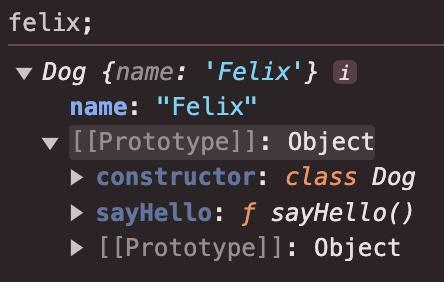 felix;
▼ Dog {name: 'Felix'} i
name: "Felix"
▼ [[Prototype]]: Object
▶ constructor: class Dog
▶ sayHello: ƒ sayHello()
▶ [[Prototype]]: Object